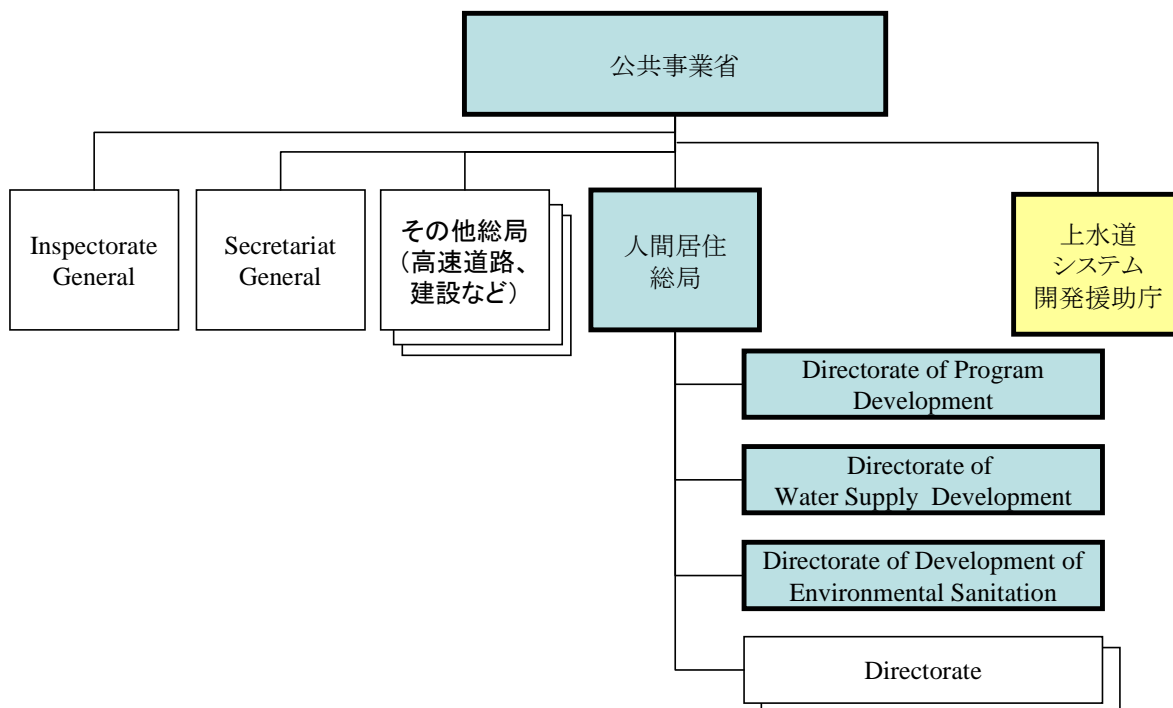 公共事業省
Inspectorate
General
Secretariat
General
その他総局
（高速道路、
建設など）
人間居住
総局
上水道
システム
開発援助庁
Directorate of Program
Development
Directorate of
Water Supply  Development
Directorate of Development of
Environmental Sanitation
Directorate